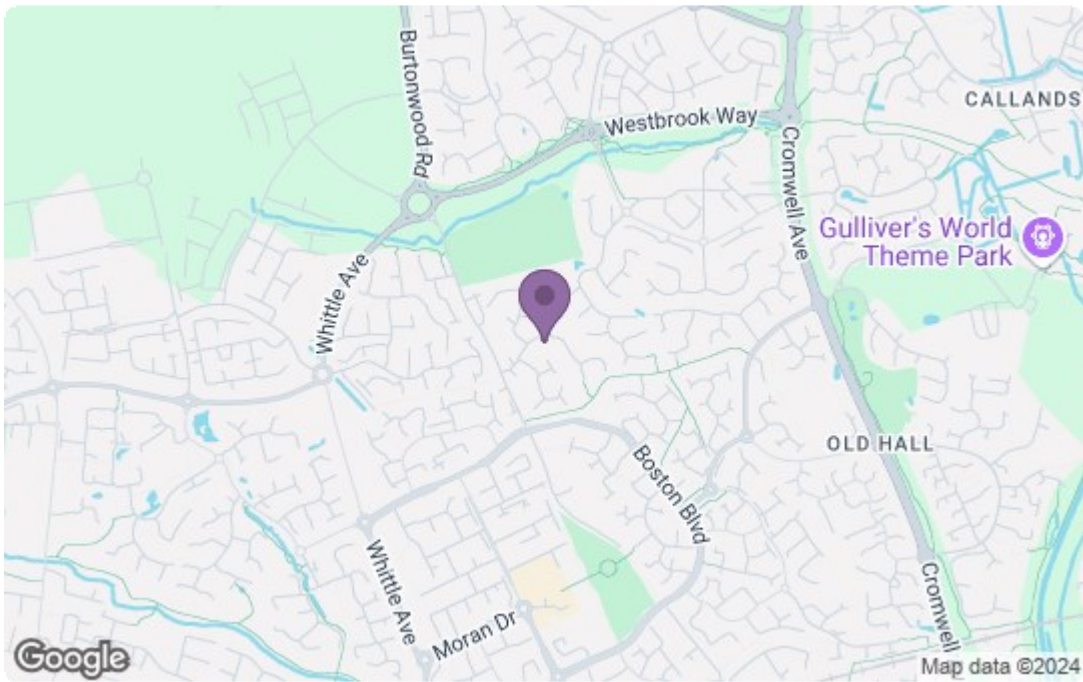 Burtonwood Rd
Westbrook Way
CALLANDS
Cromwell Ave
Gulliver's World
Theme Park
Whittle Ave
OLD HALL
Boston Blvd
Whittle Ave
Moran Dr
Cromwell
Google
Map data ©2024